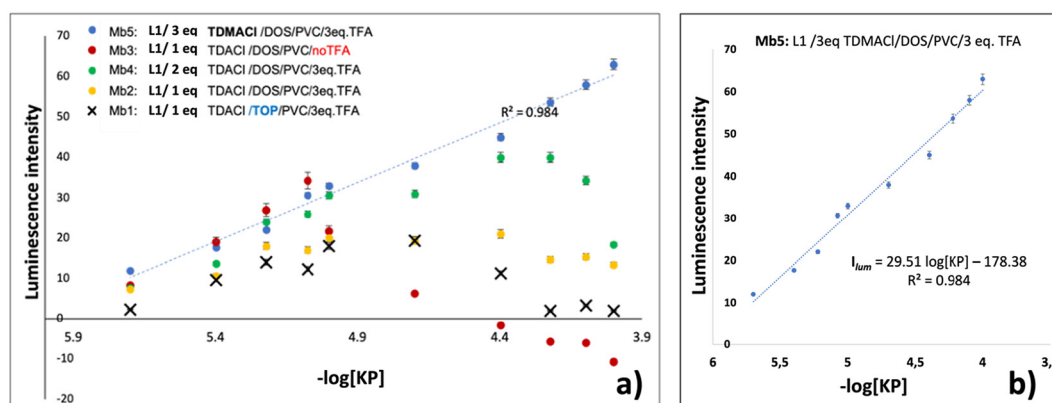 Mb5: L1/ 3 eq TDMACl /DOS/PVC/3eq.TFA
Mb3: L1/ 1 eq TDACl /DOS/PVC/noTFA
Mb4: L1/ 2 eq TDACl /DOS/PVC/3eq.TFA
Mb2: L1/ 1 eq TDACl /DOS/PVC/3eq.TFA
Mb1: L1/ 1 eq TDACl /TOP/PVC/3eq.TFA
Luminescence intensity
70
60
50
40
30
20
10
0
-10
-20
R² = 0.984
5.9 5.4 4.9 4.4 3.9
-log[KP]
a)
Mb5: L1 /3eq TDMACl/DOS/PVC/3 eq. TFA
Luminescence intensity
70
60
50
40
30
20
10
0
Ilum = 29.51 log[KP] – 178.38
R² = 0.984
6 5,5 5 4,5 4 3,
-log[KP]
b)